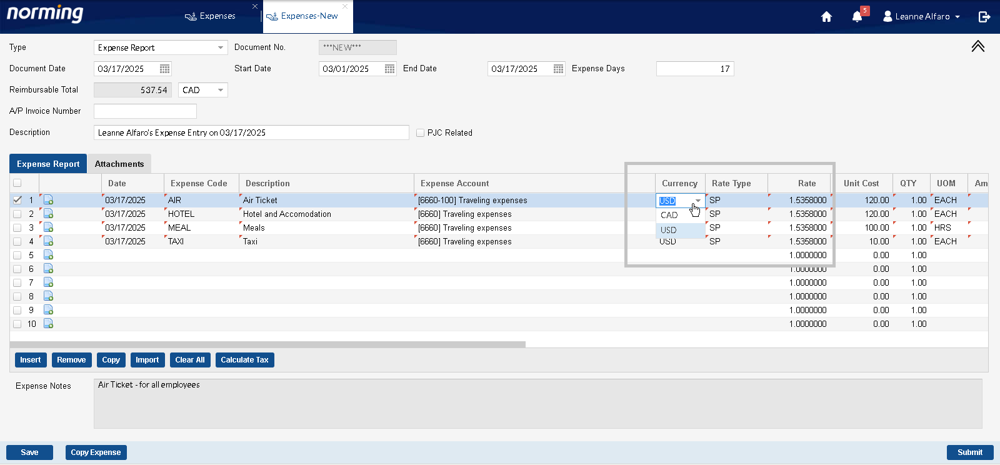 norming
Expenses
Expenses-New
5
Leanne Alfaro
Type
Expense Report
Document No.
***NEW***
Document Date
03/17/2025
Start Date
03/01/2025
End Date
03/17/2025
Expense Days
17
Reimbursable Total
537.54
CAD
A/P Invoice Number
Description
Leanne Alfaro's Expense Entry on 03/17/2025
PJC Related
Expense Report
Attachments
Date Expense Code Description Expense Account Currency Rate Type Rate Unit Cost QTY UOM Am
1 03/17/2025 AIR Air Ticket [6660-100] Traveling expenses USD SP 1.5358000 120.00 1.00 EACH
2 03/17/2025 HOTEL Hotel and Accomodation [6660] Traveling expenses CAD SP 1.5358000 120.00 1.00 EACH
3 03/17/2025 MEAL Meals [6660] Traveling expenses USD SP 1.5358000 100.00 1.00 HRS
4 03/17/2025 TAXI Taxi [6660] Traveling expenses USD SP 1.5358000 10.00 1.00 EACH
5 1.0000000 0.00 1.00
6 1.0000000 0.00 1.00
7 1.0000000 0.00 1.00
8 1.0000000 0.00 1.00
9 1.0000000 0.00 1.00
10 1.0000000 0.00 1.00
Insert Remove Copy Import Clear All Calculate Tax
Expense Notes
Air Ticket - for all employees
Save
Copy Expense
Submit